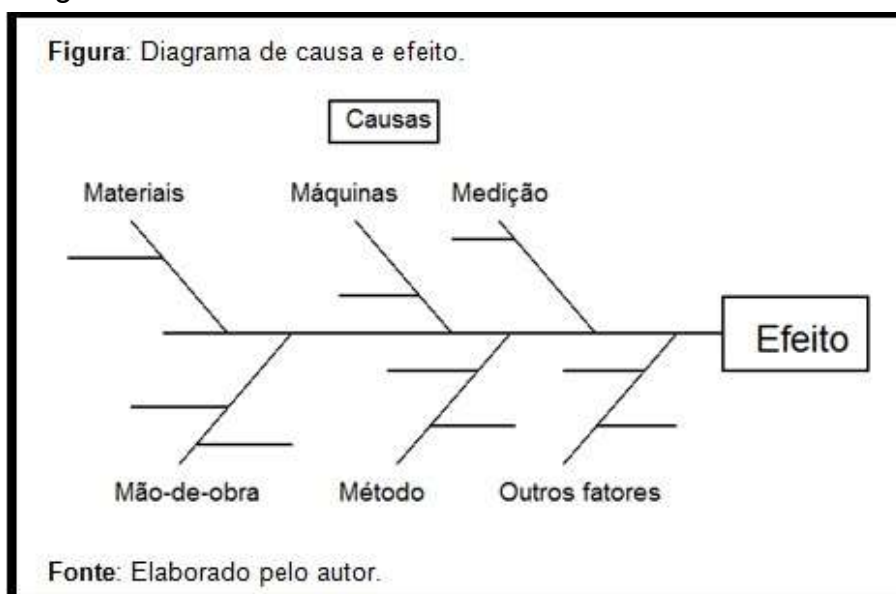 Figura: Diagrama de causa e efeito.
Causas
Materiais Máquinas Medição
Efeito
Mão-de-obra Método Outros fatores
Fonte: Elaborado pelo autor.